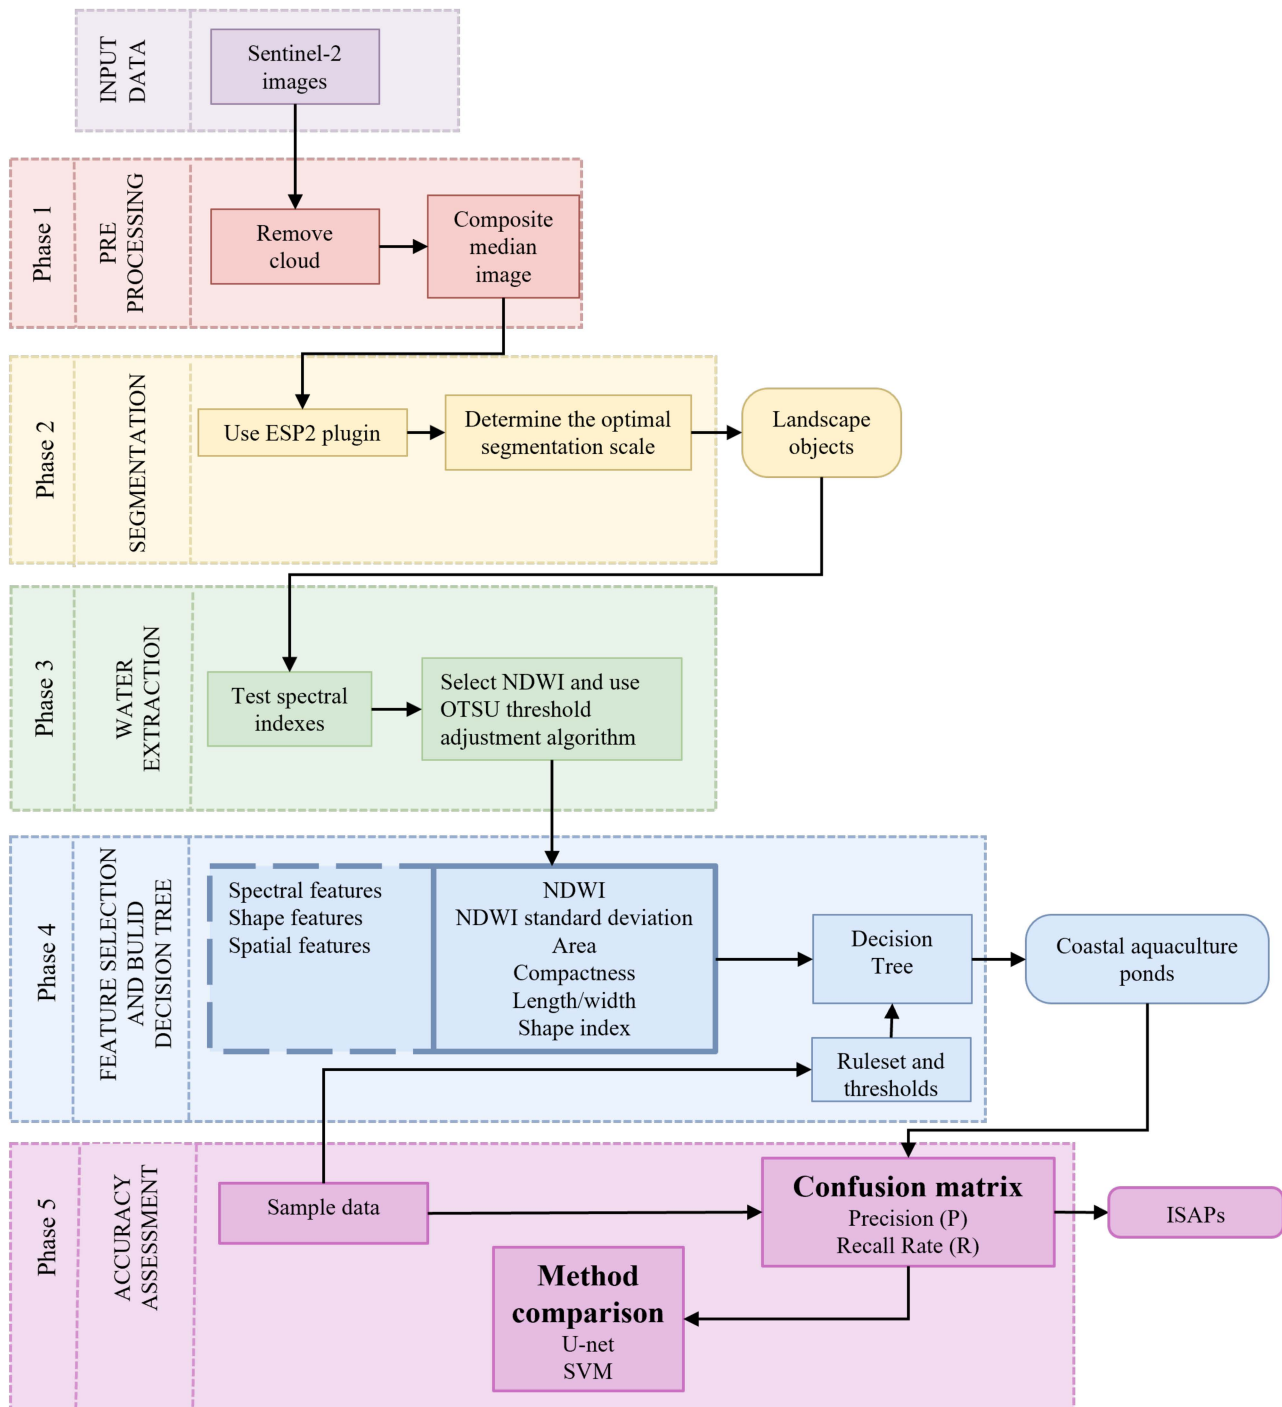 INPUT
DATA
Sentinel-2
images
Phase 1
PRE
PROCESSING
Remove
cloud
Composite
median
image
Phase 2
SEGMENTATION
Use ESP2 plugin
Determine the optimal
segmentation scale
Landscape
objects
Phase 3
WATER
EXTRACTION
Test spectral
indexes
Select NDWI and use
OTSU threshold
adjustment algorithm
Phase 4
FEATURE SELECTION
AND BULID
DECISION TREE
Spectral features
Shape features
Spatial features
NDWI
NDWI standard deviation
Area
Compactness
Length/width
Shape index
Decision
Tree
Coastal aquaculture
ponds
Ruleset and
thresholds
Phase 5
ACCURACY
ASSESSMENT
Sample data
Confusion matrix
Precision (P)
Recall Rate (R)
ISAPs
Method
comparison
U-net
SVM